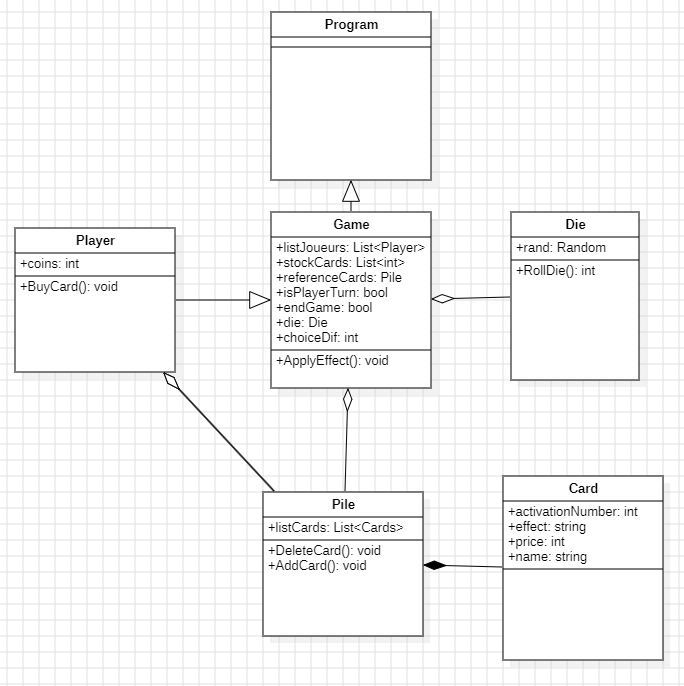 Program
Game
+listJoueurs: List<Player>
+stockCards: List<int>
+referenceCards: Pile
+isPlayerTurn: bool
+endGame: bool
+die: Die
+choiceDif: int
+ApplyEffect(): void
Player
+coins: int
+BuyCard(): void
Die
+rand: Random
+RollDie(): int
Pile
+listCards: List<Cards>
+DeleteCard(): void
+AddCard(): void
Card
+activationNumber: int
+effect: string
+price: int
+name: string